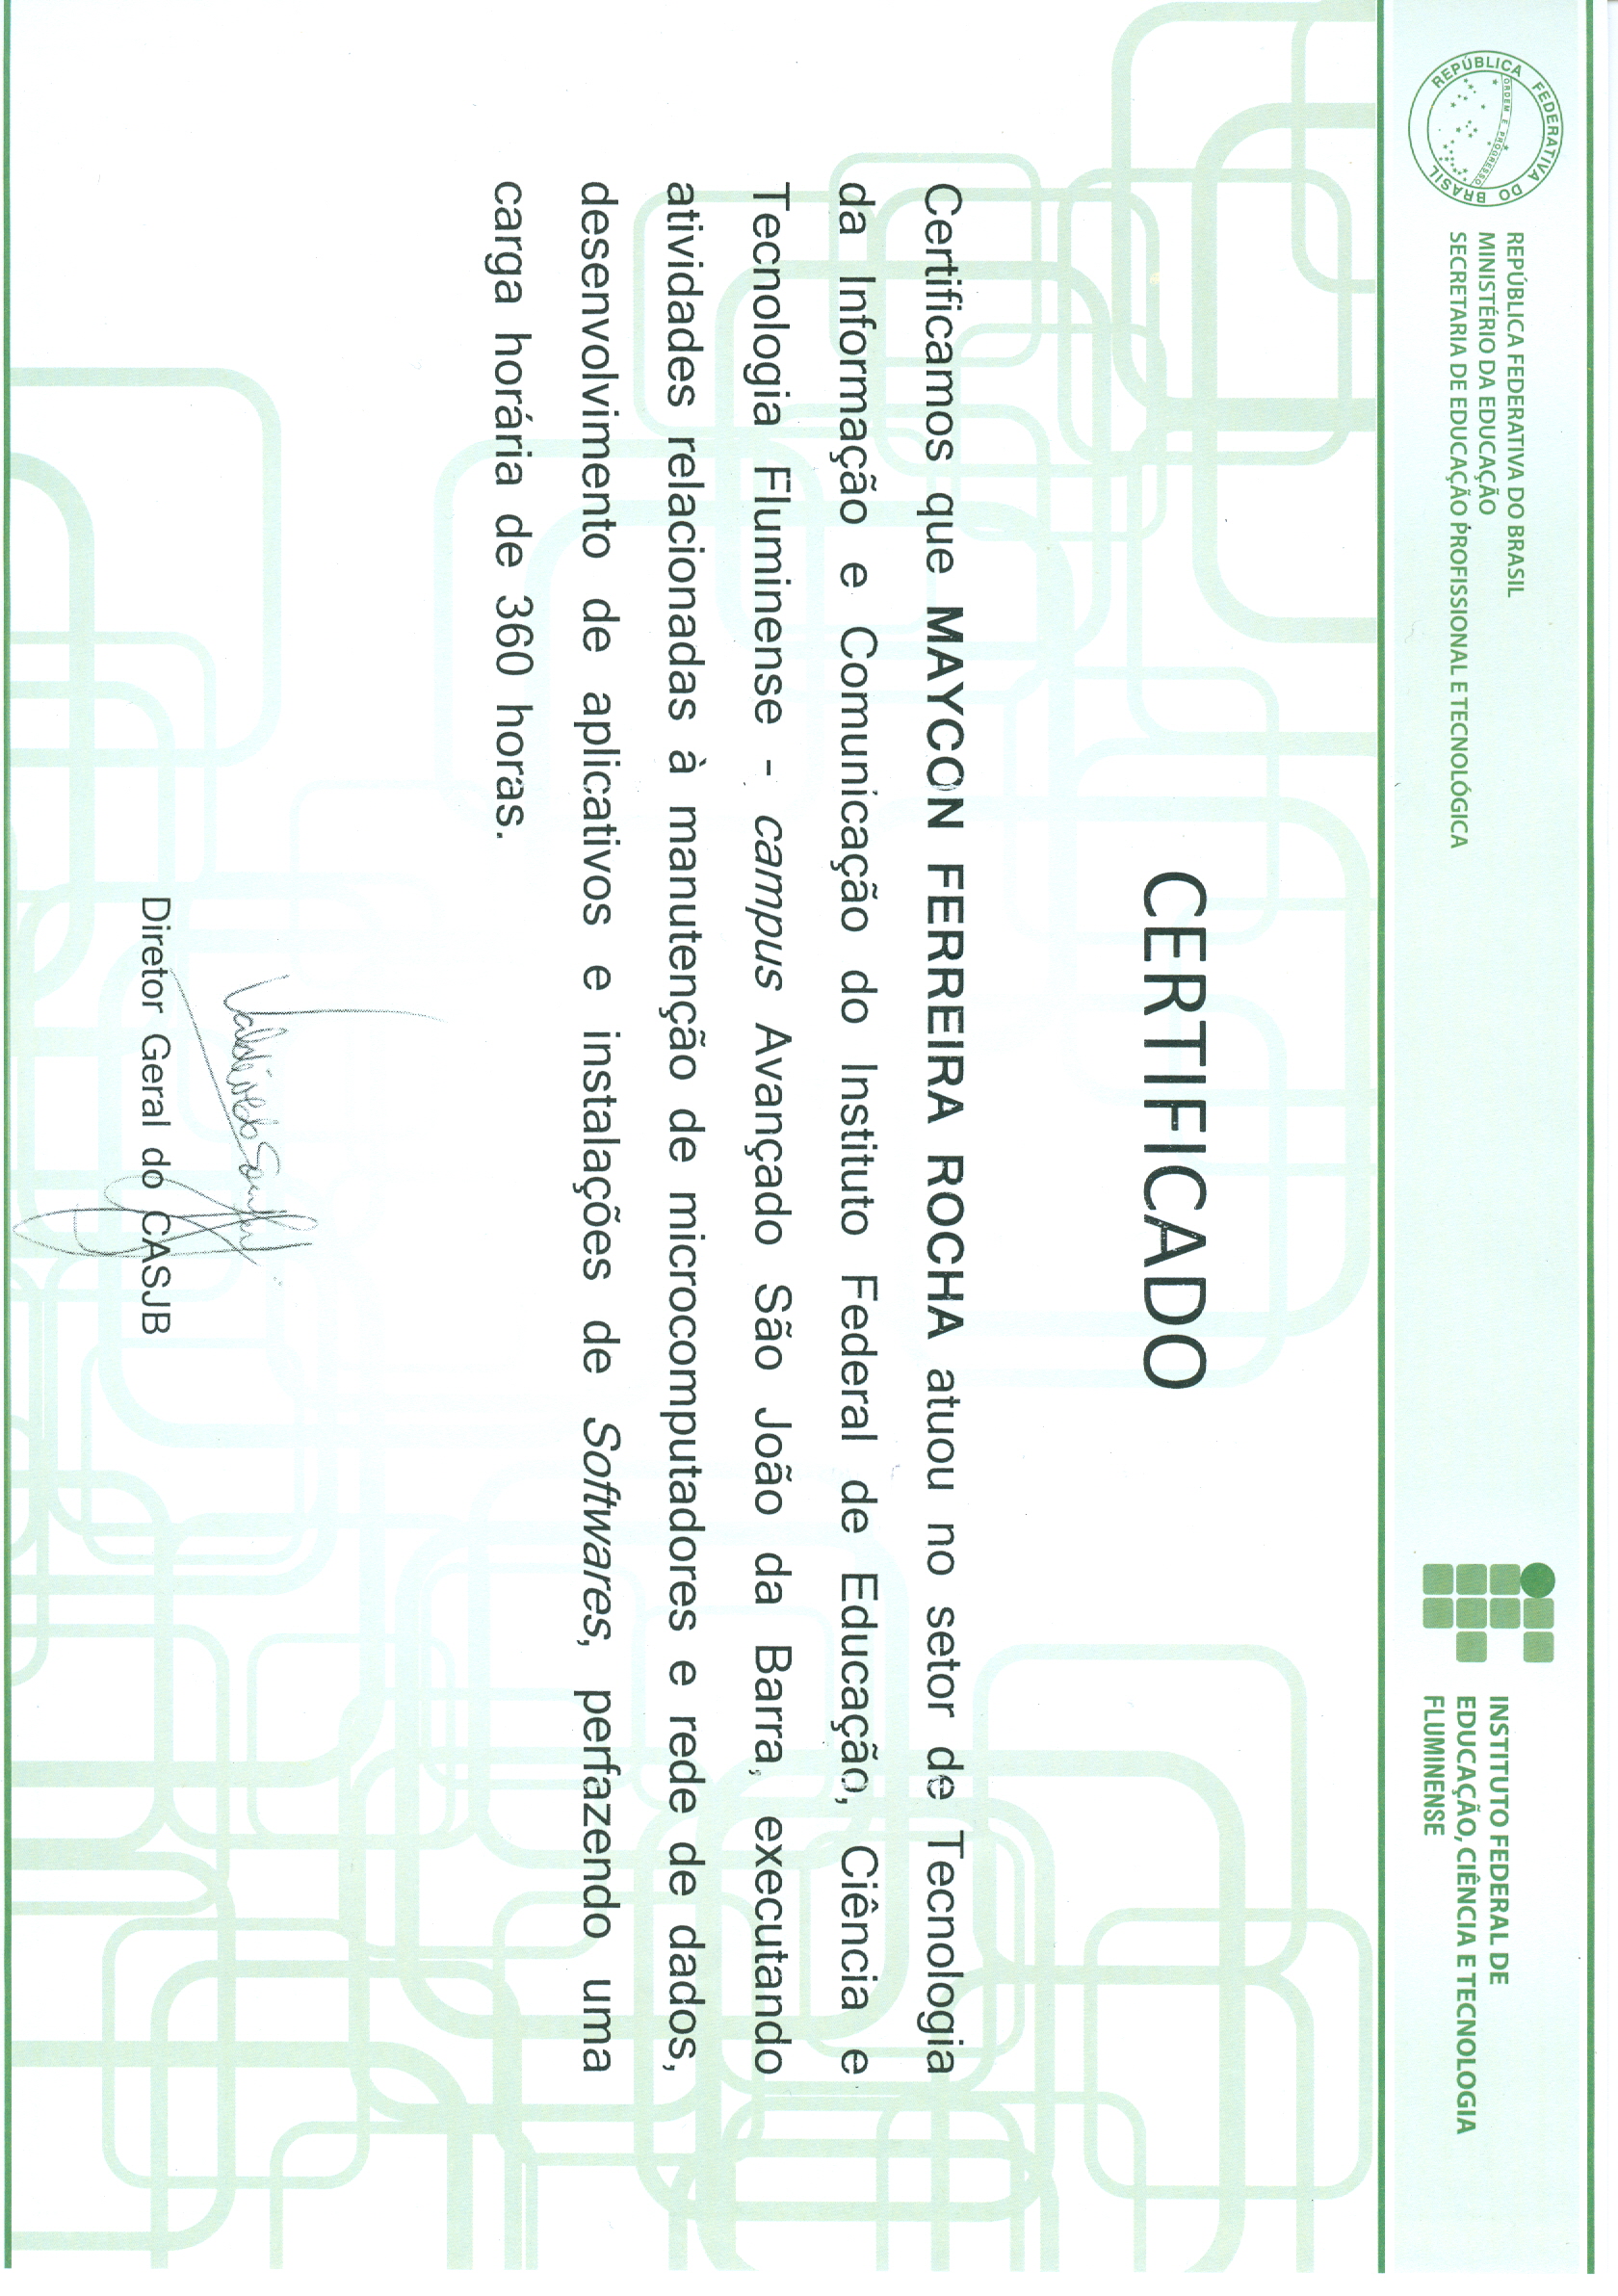 REPÚBLICA FEDERATIVA DO BRASIL
ORDEM E PROGRESSO
REPÚBLICA FEDERATIVA DO BRASIL
MINISTÉRIO DA EDUCAÇÃO
SECRETARIA DE EDUCAÇÃO PROFISSIONAL E TECNOLÓGICA
INSTITUTO FEDERAL DE
EDUCAÇÃO, CIÊNCIA E TECNOLOGIA
FLUMINENSE
CERTIFICADO
Certificamos que MAYCON FERREIRA ROCHA atuou no setor de Tecnologia
da Informação e Comunicação do Instituto Federal de Educação, Ciência e
Tecnologia Fluminense - campus Avançado São João da Barra, executando
atividades relacionadas à manutenção de microcomputadores e rede de dados,
desenvolvimento de aplicativos e instalações de Softwares, perfazendo uma
carga horária de 360 horas.
Diretor Geral do CASJB